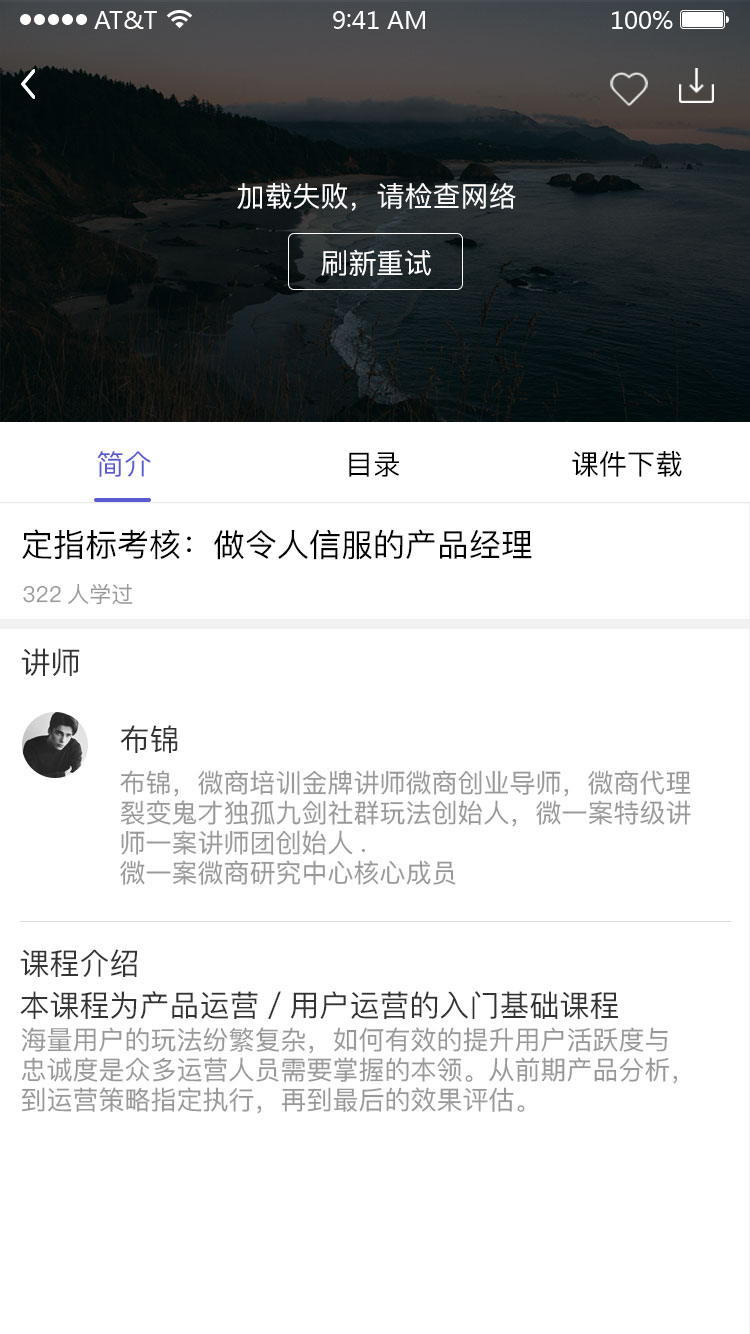 AT&T 9:41 AM 100%
加载失败，请检查网络
刷新重试
简介 目录 课件下载
定指标考核：做令人信服的产品经理
322 人学过
讲师
布锦
布锦，微商培训金牌讲师微商创业导师，微商代理
裂变鬼才独孤九剑社群玩法创始人，微一案特级讲
师一案讲师团创始人 .
微一案微商研究中心核心成员
课程介绍
本课程为产品运营 / 用户运营的入门基础课程
海量用户的玩法纷繁复杂，如何有效的提升用户活跃度与
忠诚度是众多运营人员需要掌握的本领。从前期产品分析，
到运营策略指定执行，再到最后的效果评估。